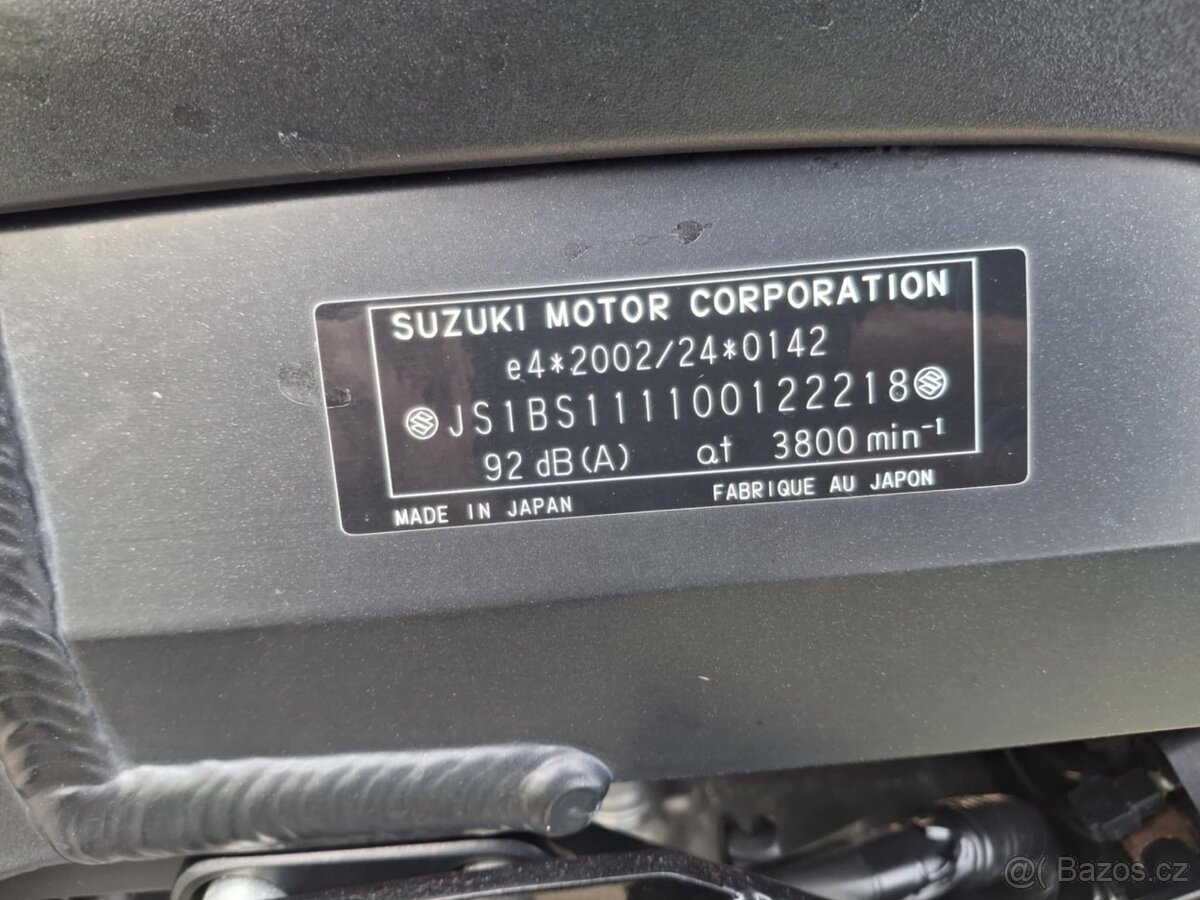 SUZUKI MOTOR CORPORATION
e4*2002/24*0142
JS1BS111100122218
92 dB(A) at 3800 min⁻¹
MADE IN JAPAN FABRIQUE AU JAPON
@( Bazoš.cz